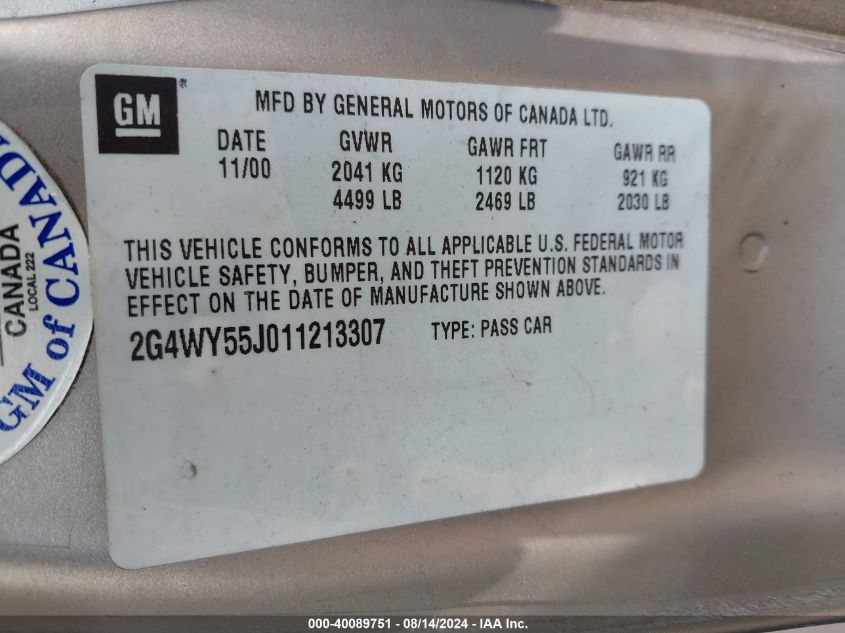 GM ®
MFD BY GENERAL MOTORS OF CANADA LTD.
DATE GVWR GAWR FRT GAWR RR
11/00 2041 KG 1120 KG 921 KG
4499 LB 2469 LB 2030 LB
THIS VEHICLE CONFORMS TO ALL APPLICABLE U.S. FEDERAL MOTOR
VEHICLE SAFETY, BUMPER, AND THEFT PREVENTION STANDARDS IN
EFFECT ON THE DATE OF MANUFACTURE SHOWN ABOVE.
2G4WY55J011213307 TYPE: PASS CAR
CANADA
LOCAL 222
GM of CANADA
000-40089751 - 08/14/2024 - IAA Inc.